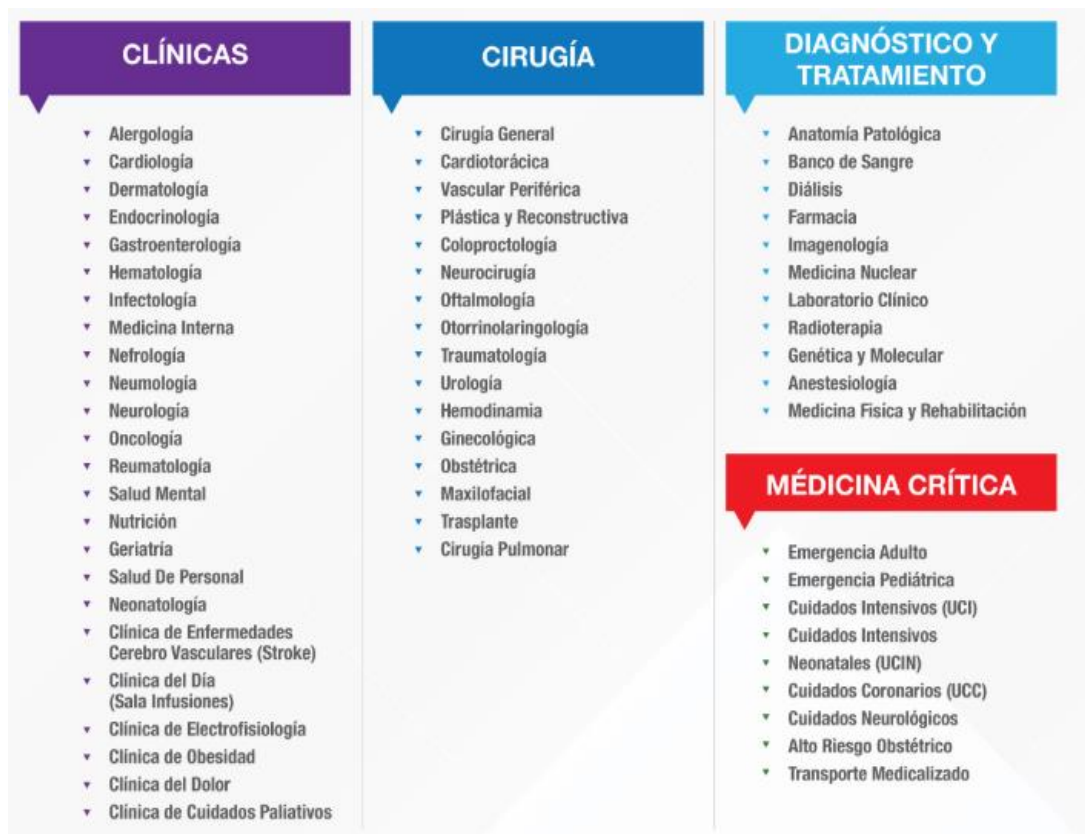 CLÍNICAS
Alergología
Cardiología
Dermatología
Endocrinología
Gastroenterología
Hematología
Infectología
Medicina Interna
Nefrología
Neumología
Neurología
Oncología
Reumatología
Salud Mental
Nutrición
Geriatría
Salud De Personal
Neonatología
Clínica de Enfermedades
Cerebro Vasculares (Stroke)
Clínica del Día
(Sala Infusiones)
Clínica de Electrofisiología
Clínica de Obesidad
Clínica del Dolor
Clínica de Cuidados Paliativos
CIRUGÍA
Cirugía General
Cardiotorácica
Vascular Periférica
Plástica y Reconstructiva
Coloproctología
Neurocirugía
Oftalmología
Otorrinolaringología
Traumatología
Urología
Hemodinamia
Ginecológica
Obstétrica
Maxilofacial
Trasplante
Cirugía Pulmonar
DIAGNÓSTICO Y
TRATAMIENTO
Anatomía Patológica
Banco de Sangre
Diálisis
Farmacia
Imagenología
Medicina Nuclear
Laboratorio Clínico
Radioterapia
Genética y Molecular
Anestesiología
Medicina Fisica y Rehabilitación
MÉDICINA CRÍTICA
Emergencia Adulto
Emergencia Pediátrica
Cuidados Intensivos (UCI)
Cuidados Intensivos
Neonatales (UCIN)
Cuidados Coronarios (UCC)
Cuidados Neurológicos
Alto Riesgo Obstétrico
Transporte Medicalizado